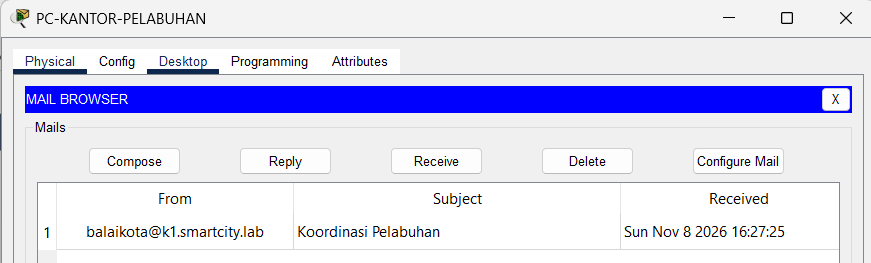 PC-KANTOR-PELABUHAN
Physical Config Desktop Programming Attributes
MAIL BROWSER X
Mails
Compose Reply Receive Delete Configure Mail
From Subject Received
1 balaikota@k1.smartcity.lab Koordinasi Pelabuhan Sun Nov 8 2026 16:27:25